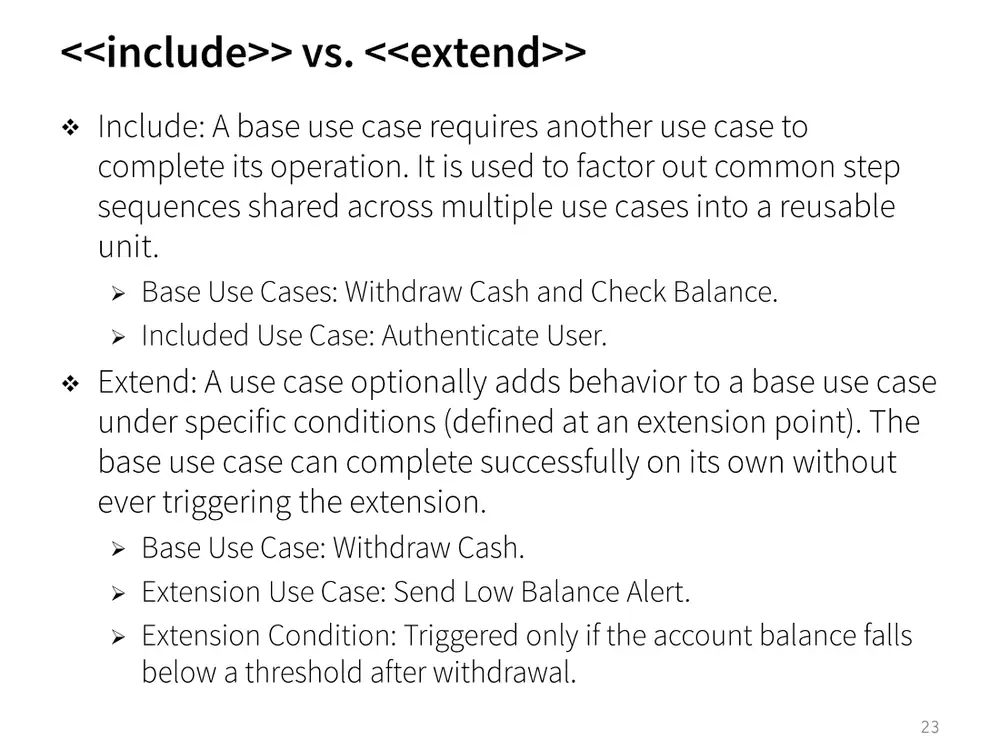 <<include>> vs. <<extend>>
❖ Include: A base use case requires another use case to
complete its operation. It is used to factor out common step
sequences shared across multiple use cases into a reusable
unit.
➢ Base Use Cases: Withdraw Cash and Check Balance.
➢ Included Use Case: Authenticate User.
❖ Extend: A use case optionally adds behavior to a base use case
under specific conditions (defined at an extension point). The
base use case can complete successfully on its own without
ever triggering the extension.
➢ Base Use Case: Withdraw Cash.
➢ Extension Use Case: Send Low Balance Alert.
➢ Extension Condition: Triggered only if the account balance falls
below a threshold after withdrawal.
23